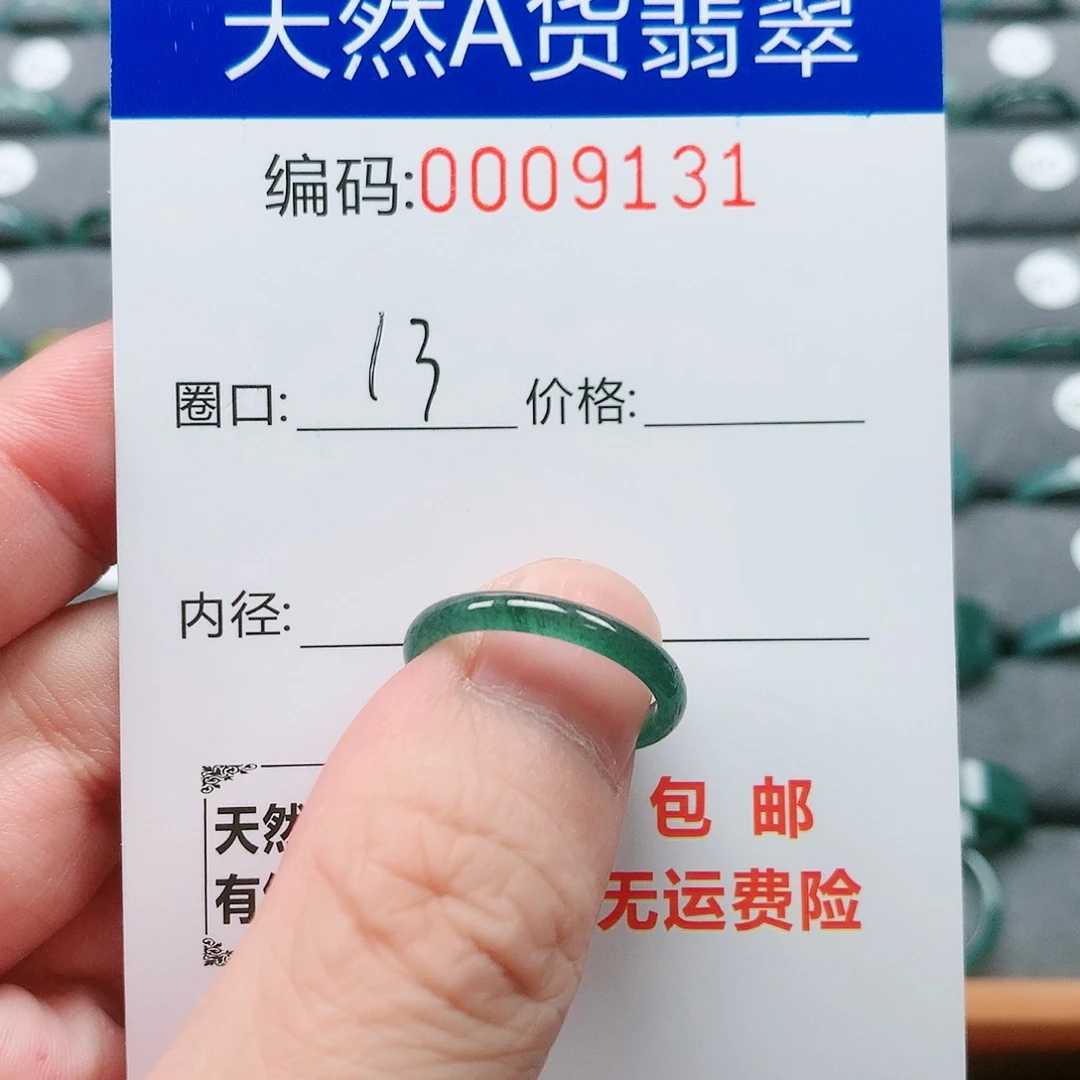 天然A货翡翠
编码:0009131
圈口: 13 价格:
内径:
天然
有
包 邮
无运费险